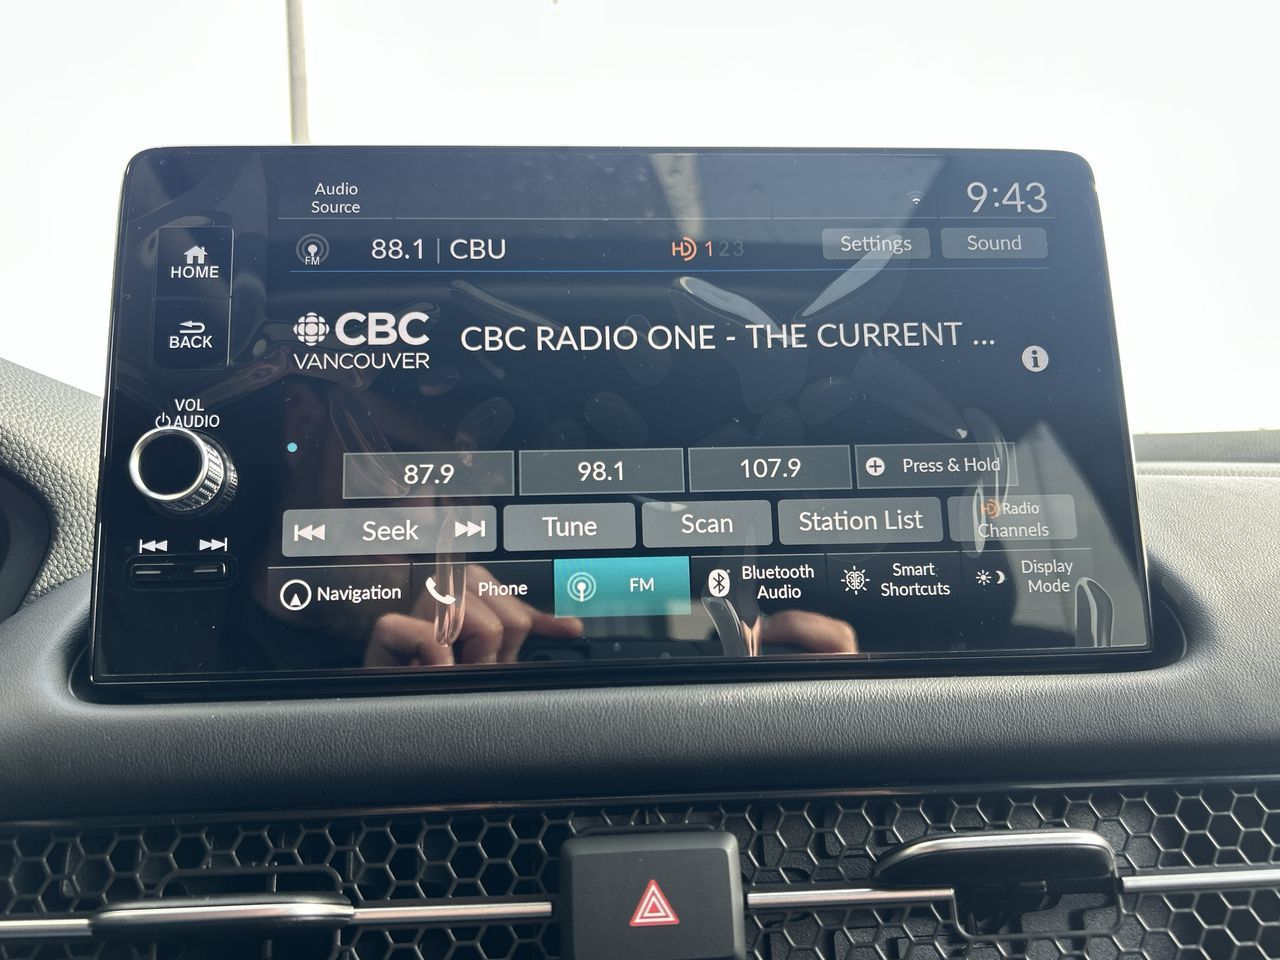 Audio
Source
9:43
FM
88.1 | CBU
HD 1 2 3
Settings
Sound
HOME
BACK
VOL
AUDIO
CBC
VANCOUVER
CBC RADIO ONE - THE CURRENT ...
i
87.9
98.1
107.9
Press & Hold
Seek
Tune
Scan
Station List
HD Radio
Channels
Navigation
Phone
FM
Bluetooth
Audio
Smart
Shortcuts
Display
Mode